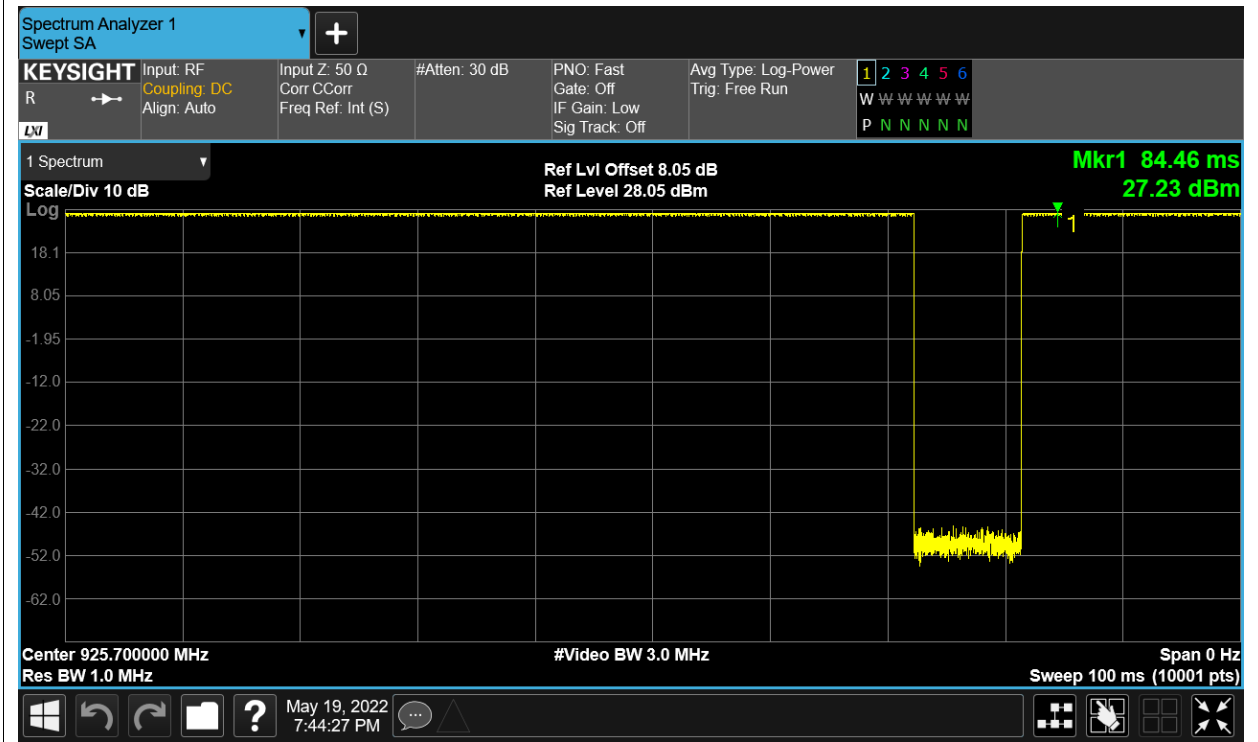 Spectrum Analyzer 1
Swept SA
+
KEYSIGHT
R
LXI
Input: RF
Coupling: DC
Align: Auto
Input Z: 50 Ω
Corr CCorr
Freq Ref: Int (S)
#Atten: 30 dB
PNO: Fast
Gate: Off
IF Gain: Low
Sig Track: Off
Avg Type: Log-Power
Trig: Free Run
1 2 3 4 5 6
W W W W W W
P N N N N N
1 Spectrum
Scale/Div 10 dB
Ref Lvl Offset 8.05 dB
Ref Level 28.05 dBm
Mkr1 84.46 ms
27.23 dBm
Log
1
18.1
8.05
-1.95
-12.0
-22.0
-32.0
-42.0
-52.0
-62.0
Center 925.700000 MHz
Res BW 1.0 MHz
#Video BW 3.0 MHz
Span 0 Hz
Sweep 100 ms (10001 pts)
?
May 19, 2022
7:44:27 PM